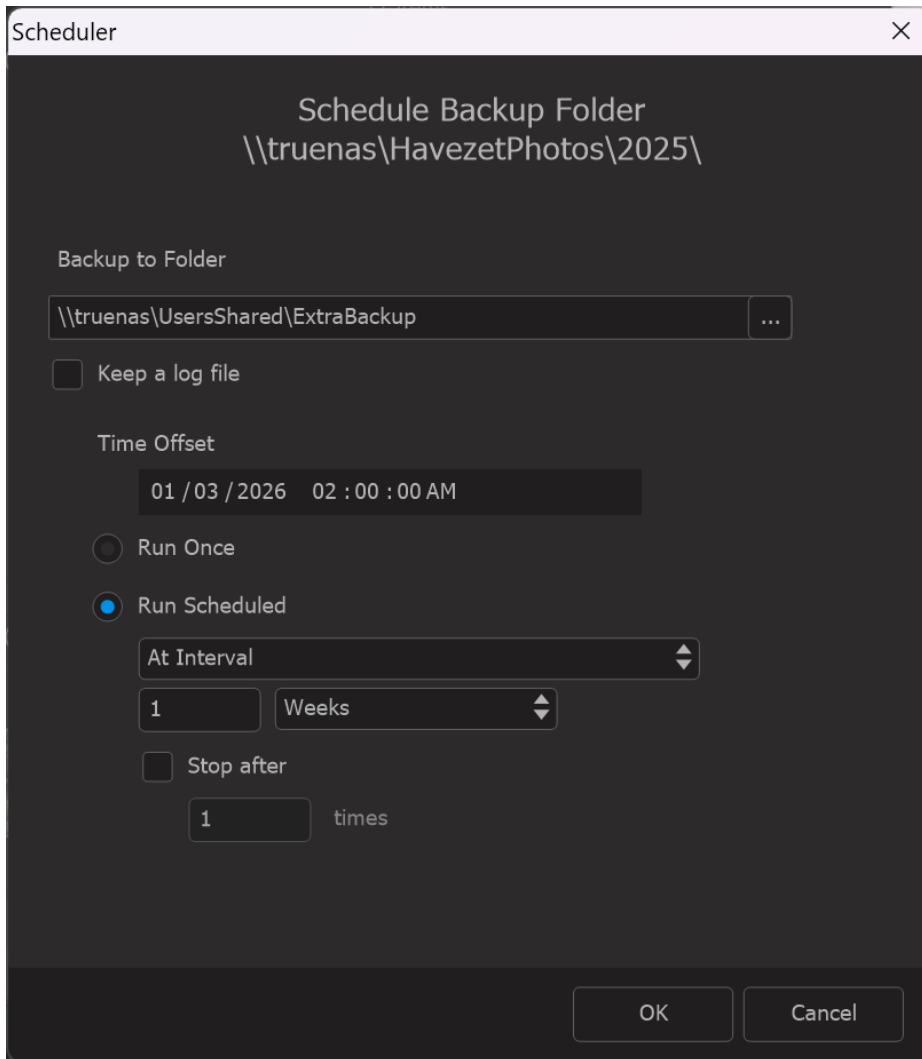 Scheduler
Schedule Backup Folder
\\truenas\HavezetPhotos\2025\
Backup to Folder
\\truenas\UsersShared\ExtraBackup
...
Keep a log file
Time Offset
01 / 03 / 2026 02 : 00 : 00 AM
Run Once
Run Scheduled
At Interval
1 Weeks
Stop after
1 times
OK Cancel